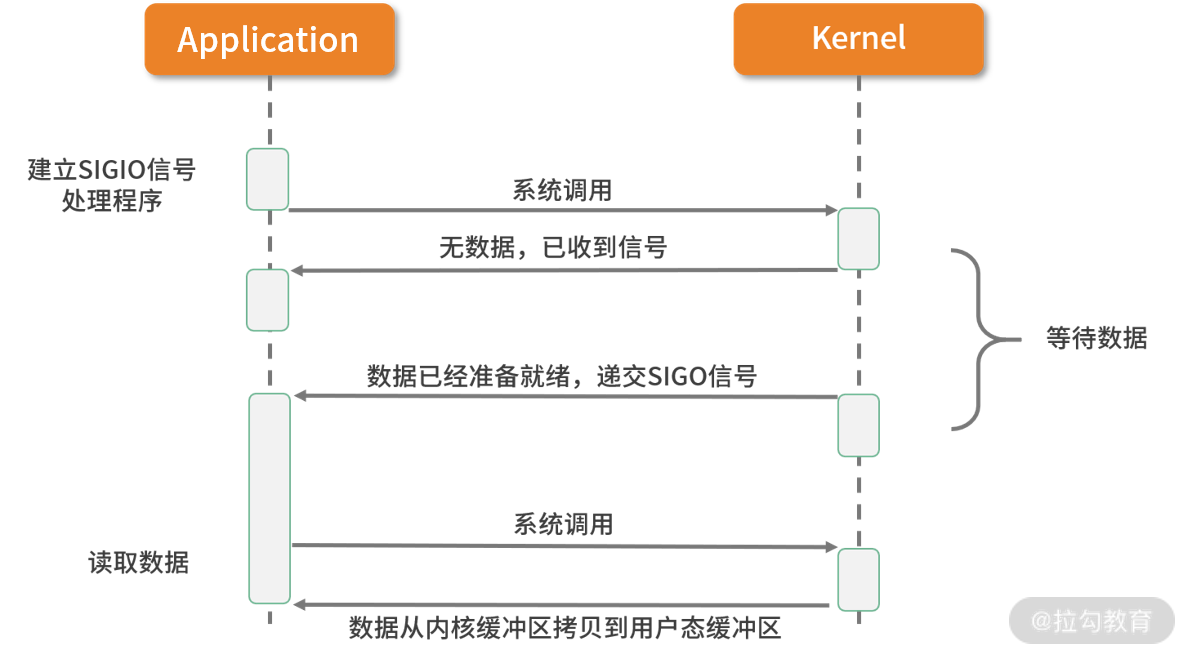 Application
Kernel
建立SIGIO信号
处理程序
系统调用
无数据，已收到信号
等待数据
数据已经准备就绪，递交SIGO信号
系统调用
读取数据
数据从内核缓冲区拷贝到用户态缓冲区
@拉勾教育